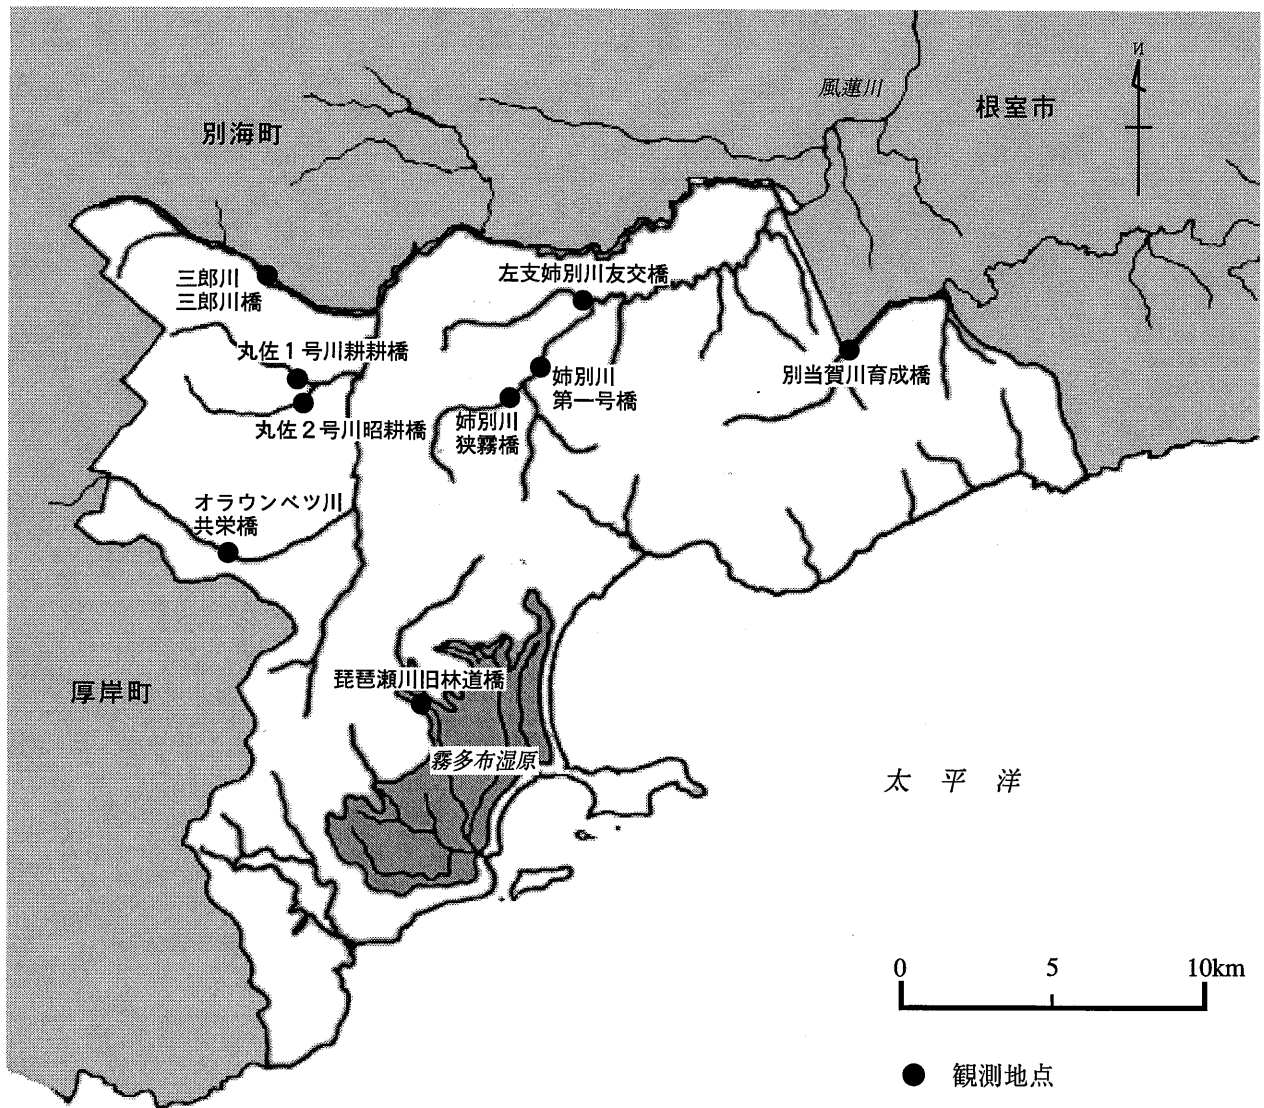 風蓮川
根室市
N
別海町
三郎川
三郎川橋
左支姉別川友交橋
丸佐1号川耕耕橋
丸佐2号川昭耕橋
姉別川
第一号橋
姉別川
狭霧橋
別当賀川育成橋
オラウンベツ川
共栄橋
厚岸町
琵琶瀬川旧林道橋
霧多布湿原
太平洋
0 5 10km
観測地点